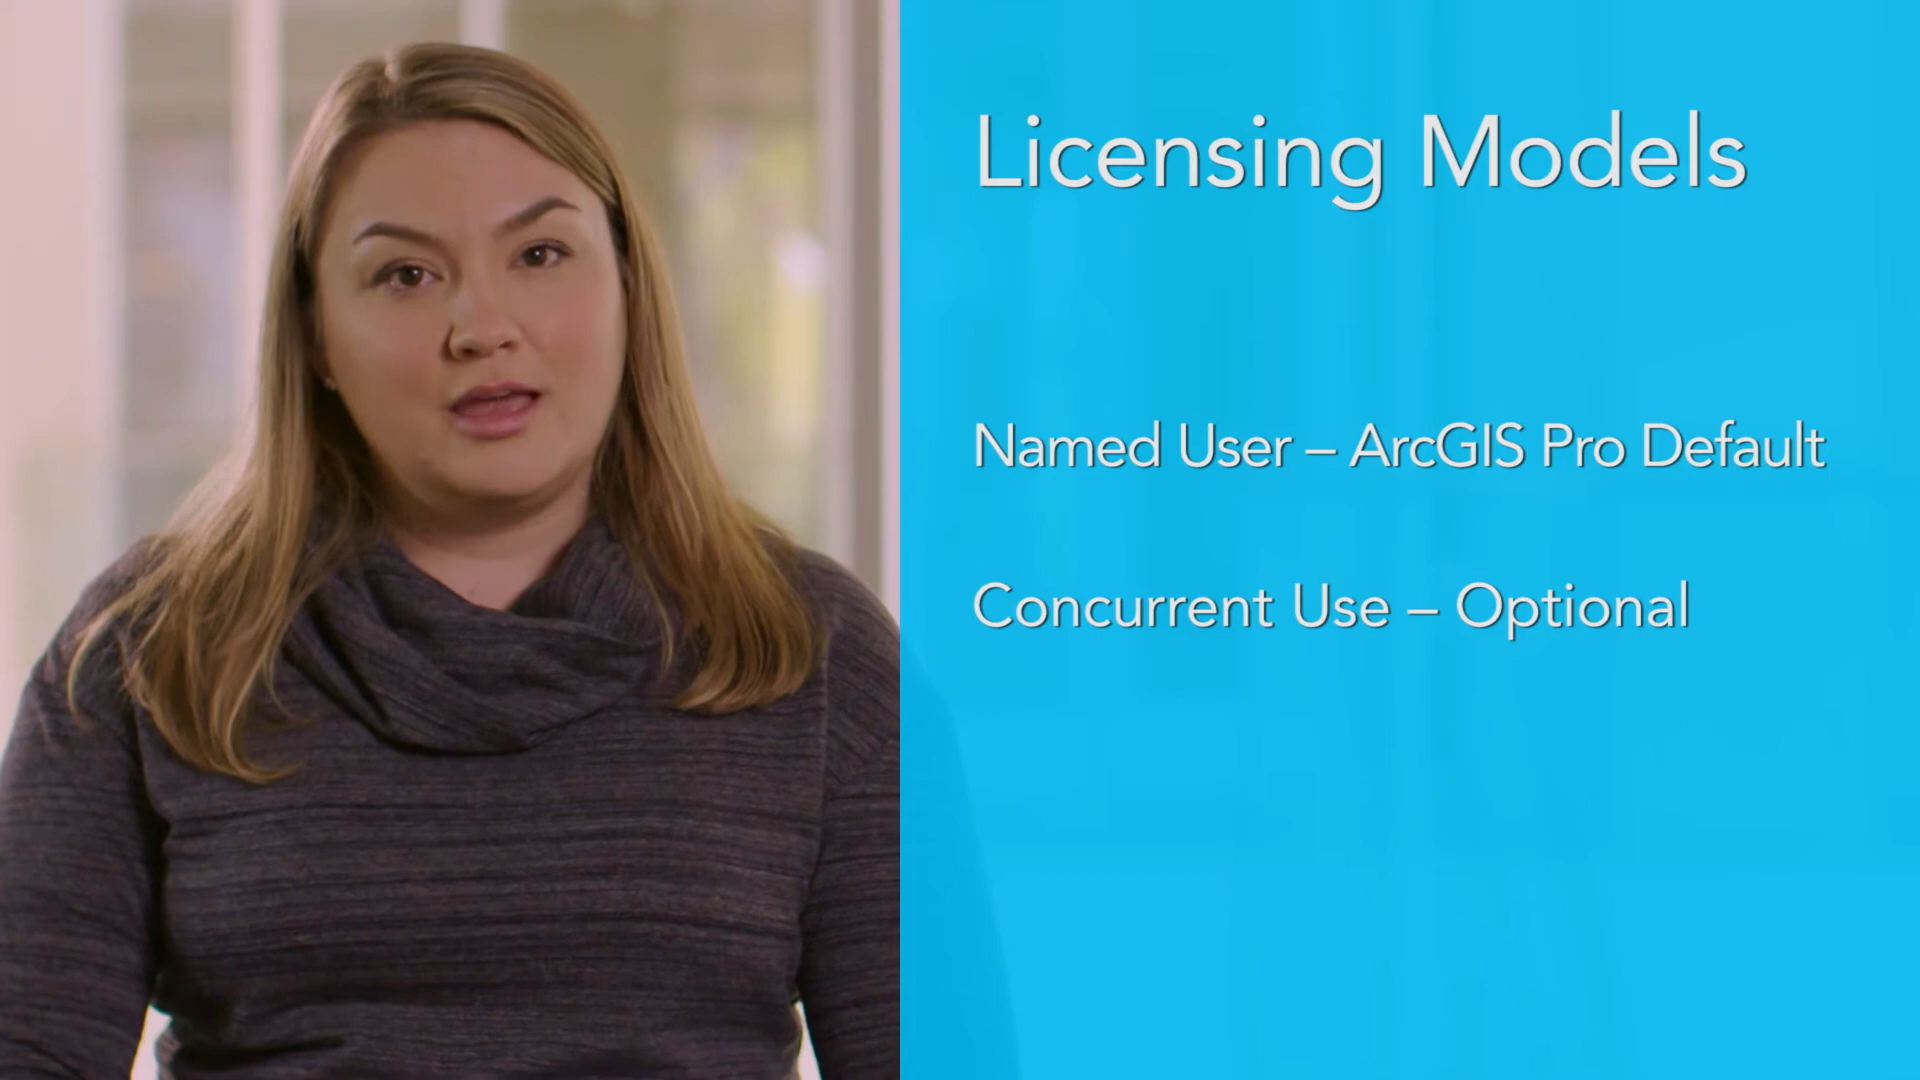 Licensing Models
Named User – ArcGIS Pro Default
Concurrent Use – Optional